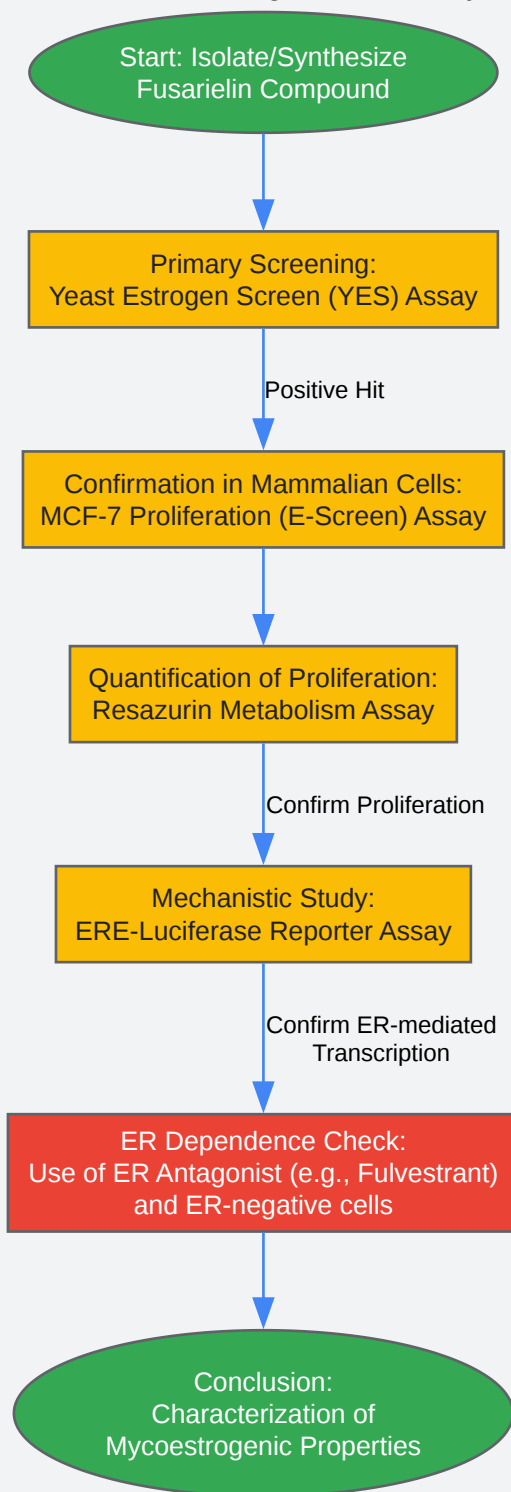 Start: Isolate/Synthesize
Fusarielin Compound
Primary Screening:
Yeast Estrogen Screen (YES) Assay
Positive Hit
Confirmation in Mammalian Cells:
MCF-7 Proliferation (E-Screen) Assay
Quantification of Proliferation:
Resazurin Metabolism Assay
Confirm Proliferation
Mechanistic Study:
ERE-Luciferase Reporter Assay
Confirm ER-mediated
Transcription
ER Dependence Check:
Use of ER Antagonist (e.g., Fulvestrant)
and ER-negative cells
Conclusion:
Characterization of
Mycoestrogenic Properties